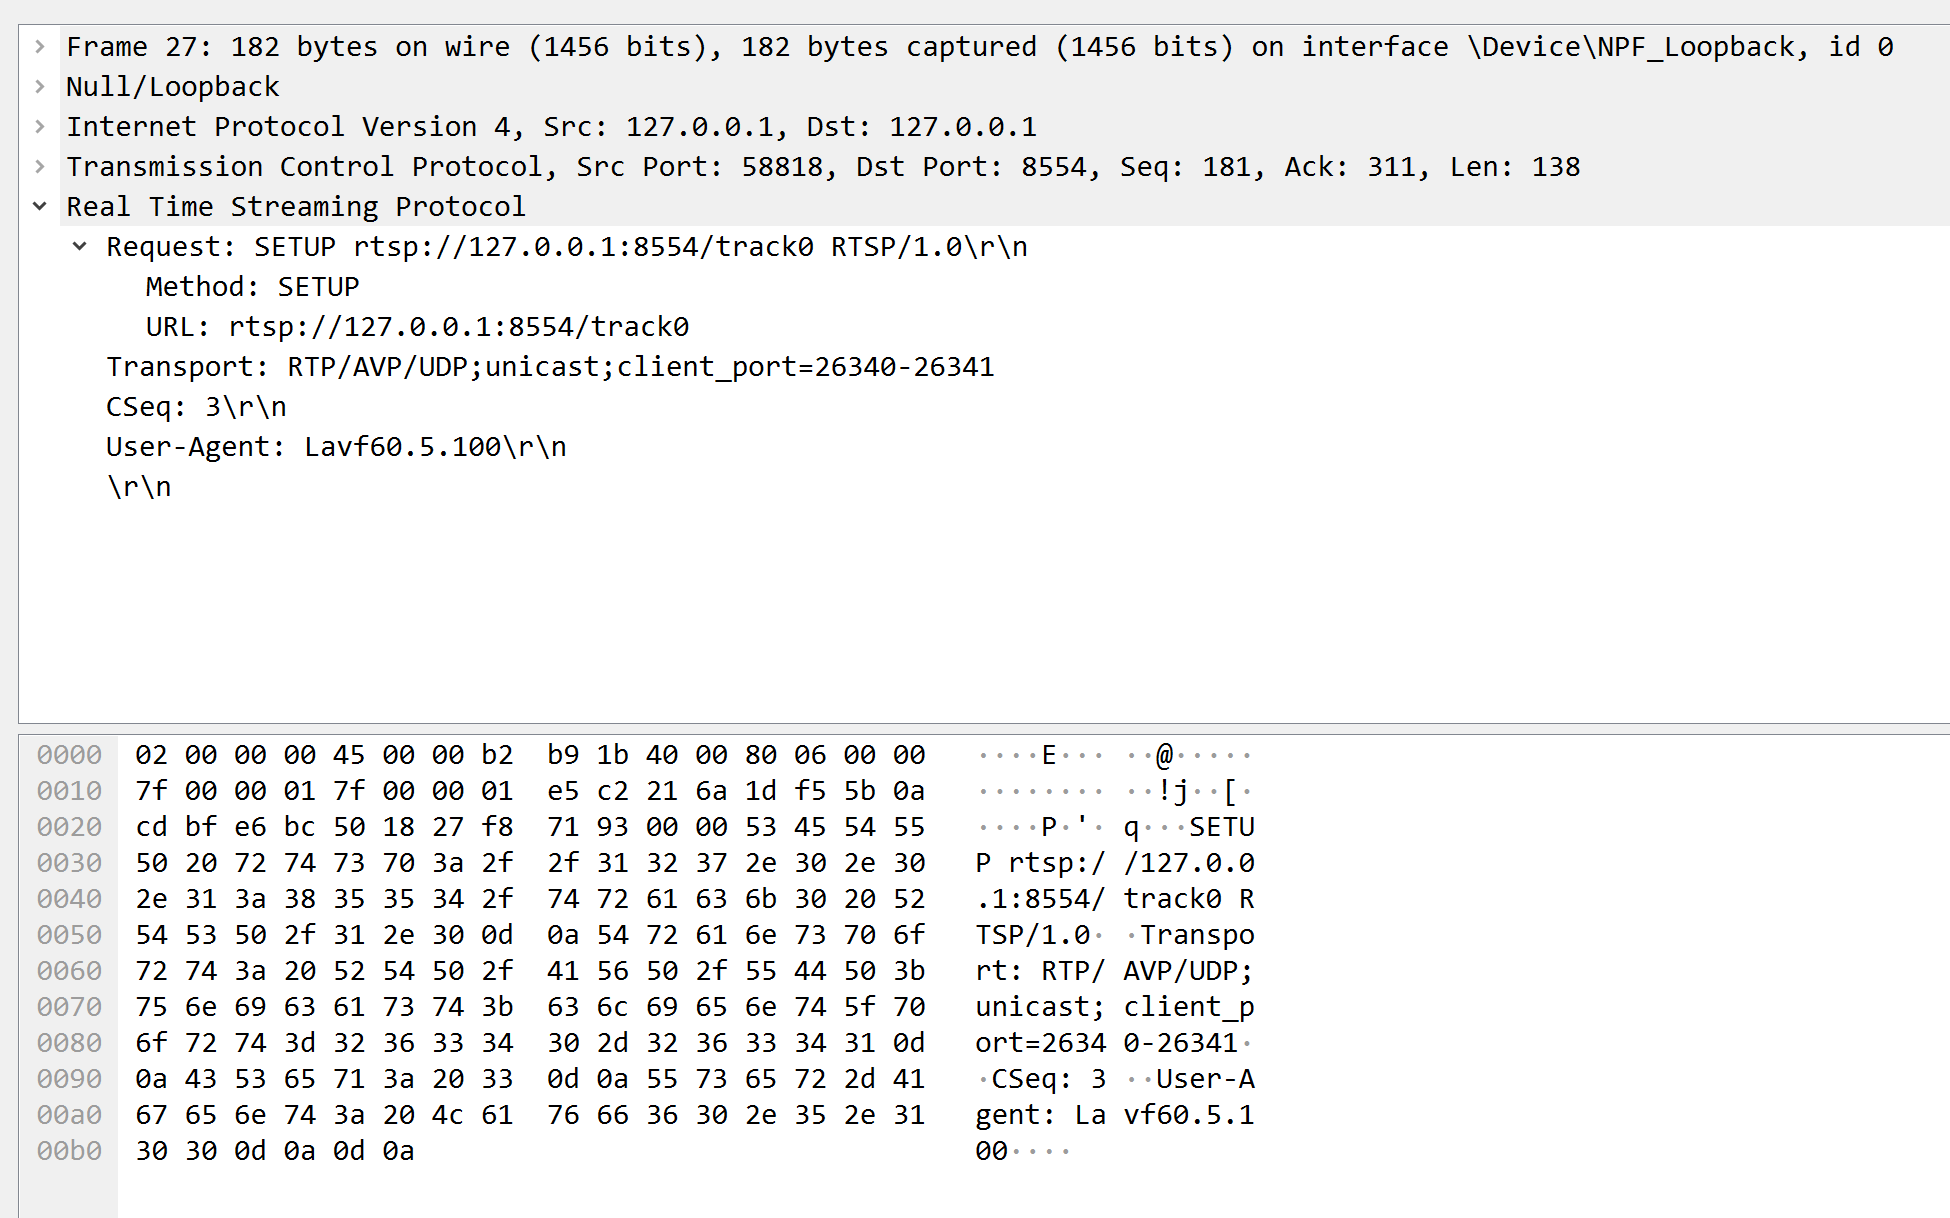 Frame 27: 182 bytes on wire (1456 bits), 182 bytes captured (1456 bits) on interface \Device\NPF_Loopback, id 0
Null/Loopback
Internet Protocol Version 4, Src: 127.0.0.1, Dst: 127.0.0.1
Transmission Control Protocol, Src Port: 58818, Dst Port: 8554, Seq: 181, Ack: 311, Len: 138
Real Time Streaming Protocol
Request: SETUP rtsp://127.0.0.1:8554/track0 RTSP/1.0\r\n
Method: SETUP
URL: rtsp://127.0.0.1:8554/track0
Transport: RTP/AVP/UDP;unicast;client_port=26340-26341
CSeq: 3\r\n
User-Agent: Lavf60.5.100\r\n
\r\n
0000 02 00 00 00 45 00 00 b2 b9 1b 40 00 80 06 00 00 ····E··· ··@·····
0010 7f 00 00 01 7f 00 00 01 e5 c2 21 6a 1d f5 5b 0a ········ ··!j··[·
0020 cd bf e6 bc 50 18 27 f8 71 93 00 00 53 45 54 55 ····P·'· q···SETU
0030 50 20 72 74 73 70 3a 2f 2f 31 32 37 2e 30 2e 30 P rtsp:/ /127.0.0
0040 2e 31 3a 38 35 35 34 2f 74 72 61 63 6b 30 20 52 .1:8554/ track0 R
0050 54 53 50 2f 31 2e 30 0d 0a 54 72 61 6e 73 70 6f TSP/1.0· ·Transpo
0060 72 74 3a 20 52 54 50 2f 41 56 50 2f 55 44 50 3b rt: RTP/ AVP/UDP;
0070 75 6e 69 63 61 73 74 3b 63 6c 69 65 6e 74 5f 70 unicast; client_p
0080 6f 72 74 3d 32 36 33 34 30 2d 32 36 33 34 31 0d ort=2634 0-26341·
0090 0a 43 53 65 71 3a 20 33 0d 0a 55 73 65 72 2d 41 ·CSeq: 3 ··User-A
00a0 67 65 6e 74 3a 20 4c 61 76 66 36 30 2e 35 2e 31 gent: La vf60.5.1
00b0 30 30 0d 0a 0d 0a 00····